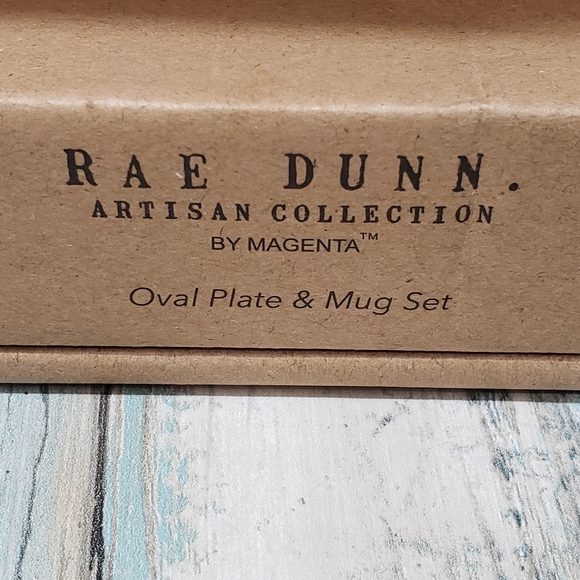 RAE DUNN.
ARTISAN COLLECTION
BY MAGENTA™
Oval Plate & Mug Set